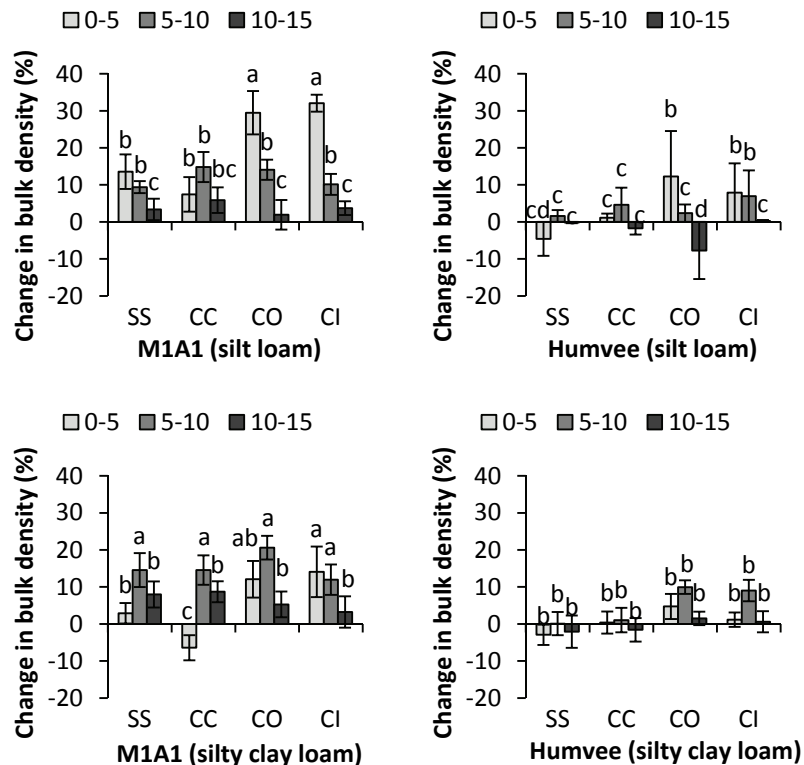 0-5 5-10 10-15
Change in bulk density (%)
40
30
20
10
0
-10
-20
b b c
b b bc
a b c
a b c
SS CC CO CI
M1A1 (silt loam)
0-5 5-10 10-15
Change in bulk density (%)
40
30
20
10
0
-10
-20
cd c c
c c c
b c d
b b c
SS CC CO CI
Humvee (silt loam)
0-5 5-10 10-15
Change in bulk density (%)
40
30
20
10
0
-10
-20
b a b
c a b
ab a b
a a b
SS CC CO CI
M1A1 (silty clay loam)
0-5 5-10 10-15
Change in bulk density (%)
40
30
20
10
0
-10
-20
b b b
b b b
b b b
b b b
SS CC CO CI
Humvee (silty clay loam)